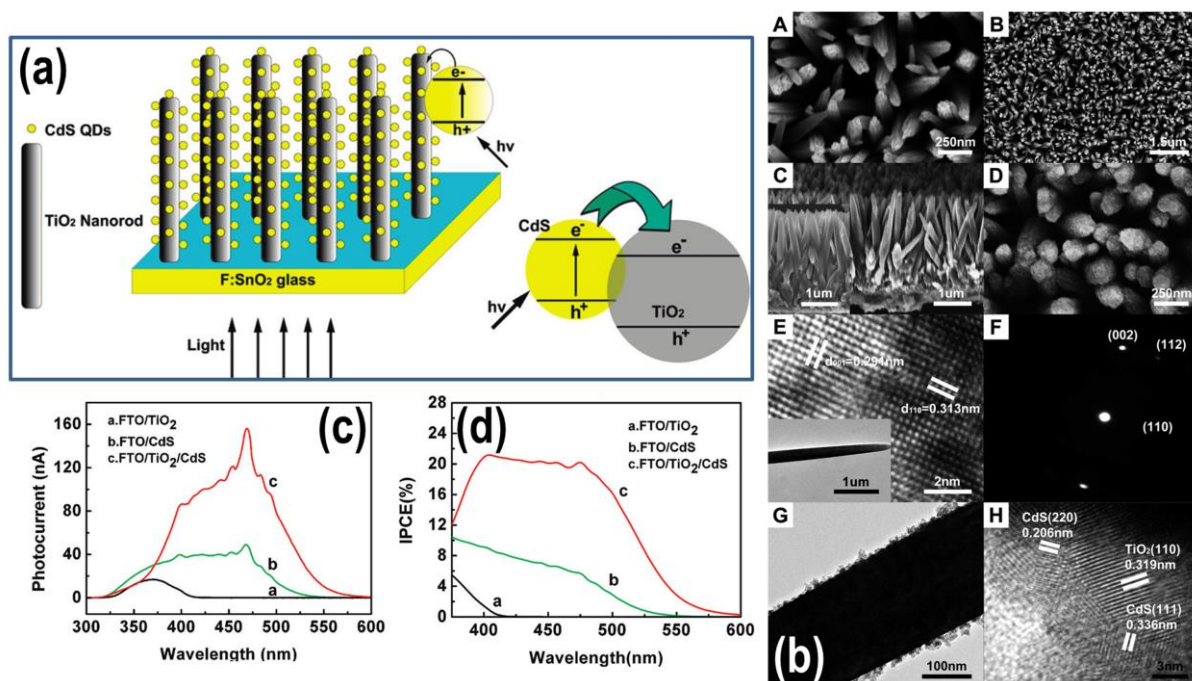 (a)
CdS QDs
TiO₂ Nanorod
e-
h+
hv
F:SnO₂ glass
Light
CdS
e⁻
h⁺
hv
e⁻
TiO₂
h⁺
(c)
a.FTO/TiO₂
b.FTO/CdS
c.FTO/TiO₂/CdS
Photocurrent (nA)
160
120
80
40
0
c
b
a
300 350 400 450 500 550 600
Wavelength (nm)
(d)
a.FTO/TiO₂
b.FTO/CdS
c.FTO/TiO₂/CdS
IPCE(%)
28
24
20
16
12
8
4
0
c
b
a
400 450 500 550 600
Wavelength(nm)
A
250nm
B
1.5um
C
1um
1um
D
250nm
E
d₀₀₁=0.291nm
d₁₁₀=0.313nm
1um
2nm
F
(002)
(112)
(110)
G
(b)
100nm
H
CdS(220)
0.206nm
TiO₂(110)
0.319nm
CdS(111)
0.336nm
3nm